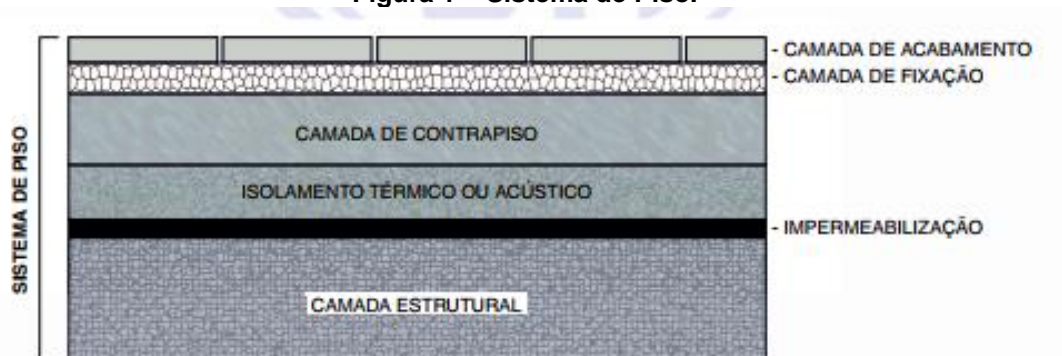 Figura 1 – Sistema de Piso.
- CAMADA DE ACABAMENTO
- CAMADA DE FIXAÇÃO
CAMADA DE CONTRAPISO
ISOLAMENTO TÉRMICO OU ACÚSTICO
- IMPERMEABILIZAÇÃO
CAMADA ESTRUTURAL
SISTEMA DE PISO